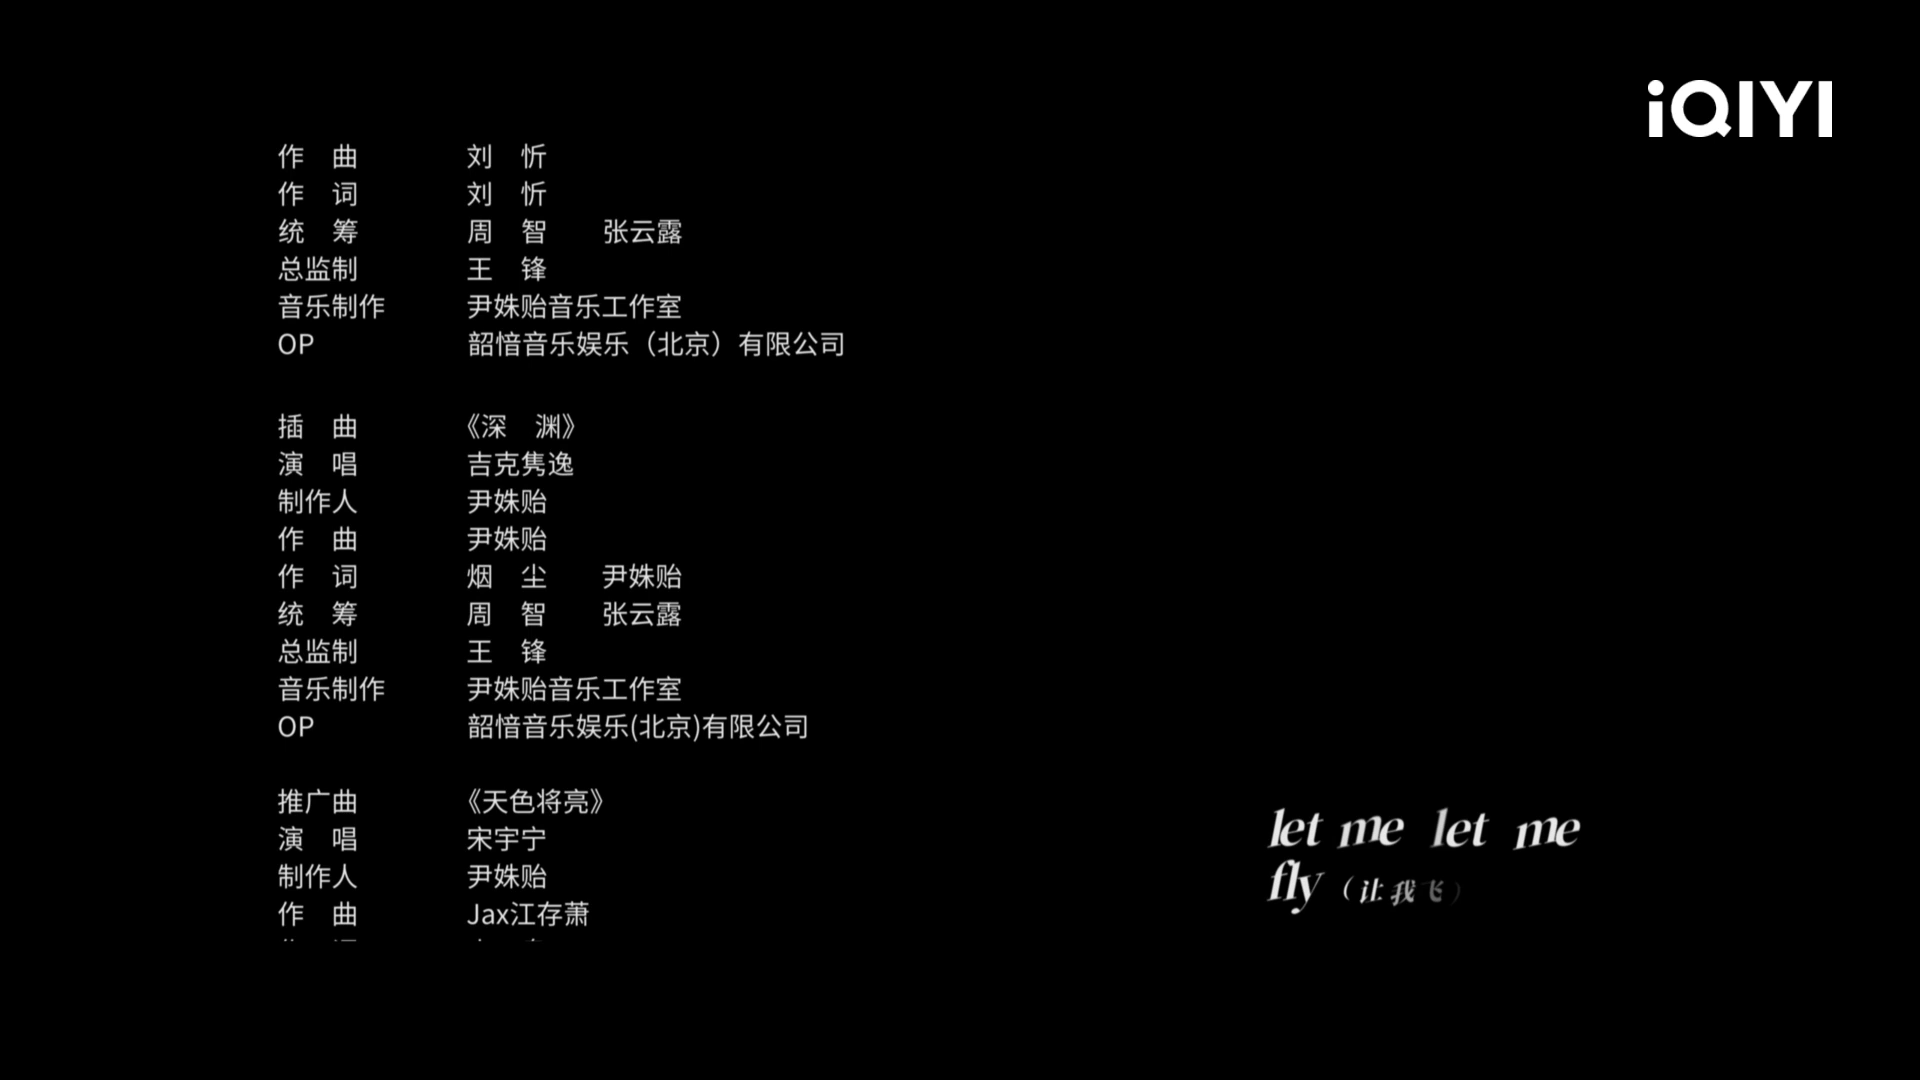 iQIYI
作 曲 刘 忻
作 词 刘 忻
统 筹 周 智 张云露
总监制 王 锋
音乐制作 尹姝贻音乐工作室
OP 韶愔音乐娱乐（北京）有限公司
插 曲 《深 渊》
演 唱 吉克隽逸
制作人 尹姝贻
作 曲 尹姝贻
作 词 烟 尘 尹姝贻
统 筹 周 智 张云露
总监制 王 锋
音乐制作 尹姝贻音乐工作室
OP 韶愔音乐娱乐(北京)有限公司
推广曲 《天色将亮》
演 唱 宋宇宁
制作人 尹姝贻
作 曲 Jax江存萧
let me let me
fly（让我飞）